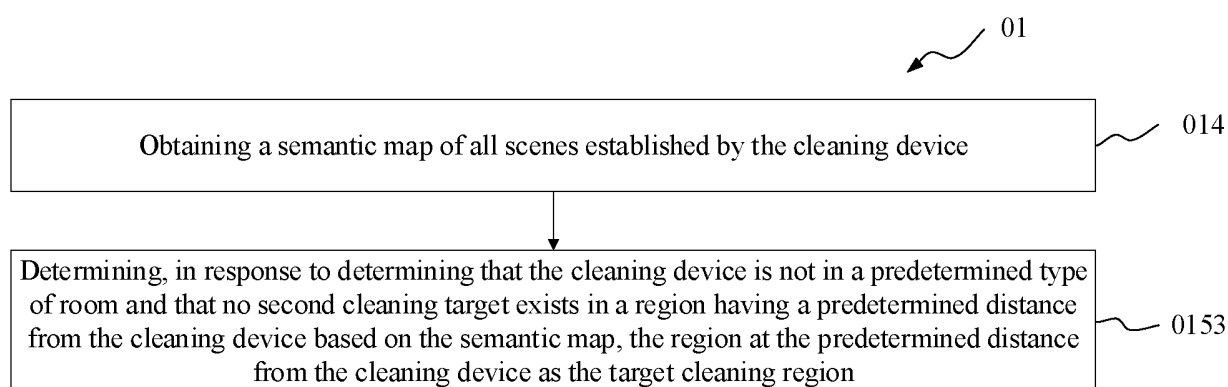 01
Obtaining a semantic map of all scenes established by the cleaning device
014
Determining, in response to determining that the cleaning device is not in a predetermined type
of room and that no second cleaning target exists in a region having a predetermined distance
from the cleaning device based on the semantic map, the region at the predetermined distance
from the cleaning device as the target cleaning region
0153